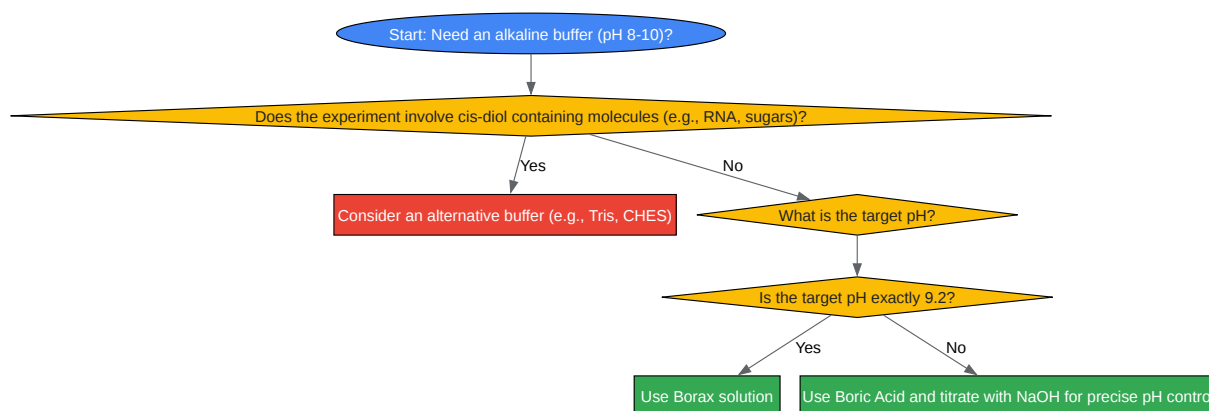 Start: Need an alkaline buffer (pH 8-10)?
Does the experiment involve cis-diol containing molecules (e.g., RNA, sugars)?
Yes
No
Consider an alternative buffer (e.g., Tris, CHES)
What is the target pH?
Is the target pH exactly 9.2?
Yes
No
Use Borax solution
Use Boric Acid and titrate with NaOH for precise pH contro